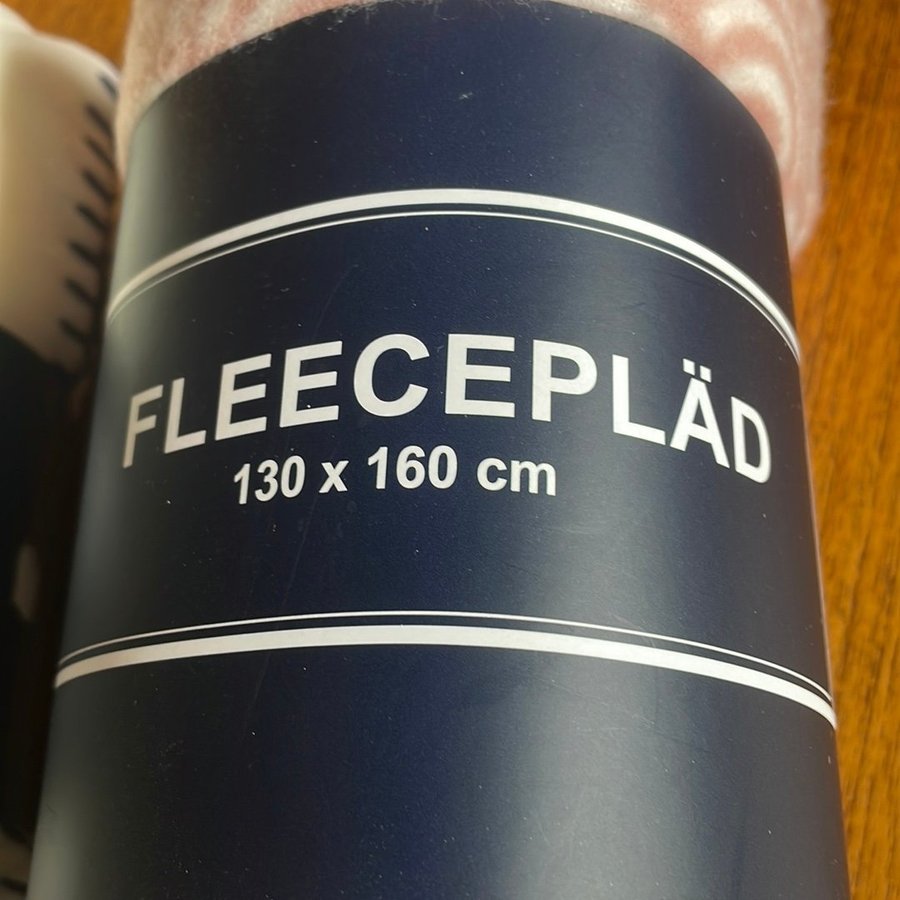 FLEECEPLÄD
130 x 160 cm